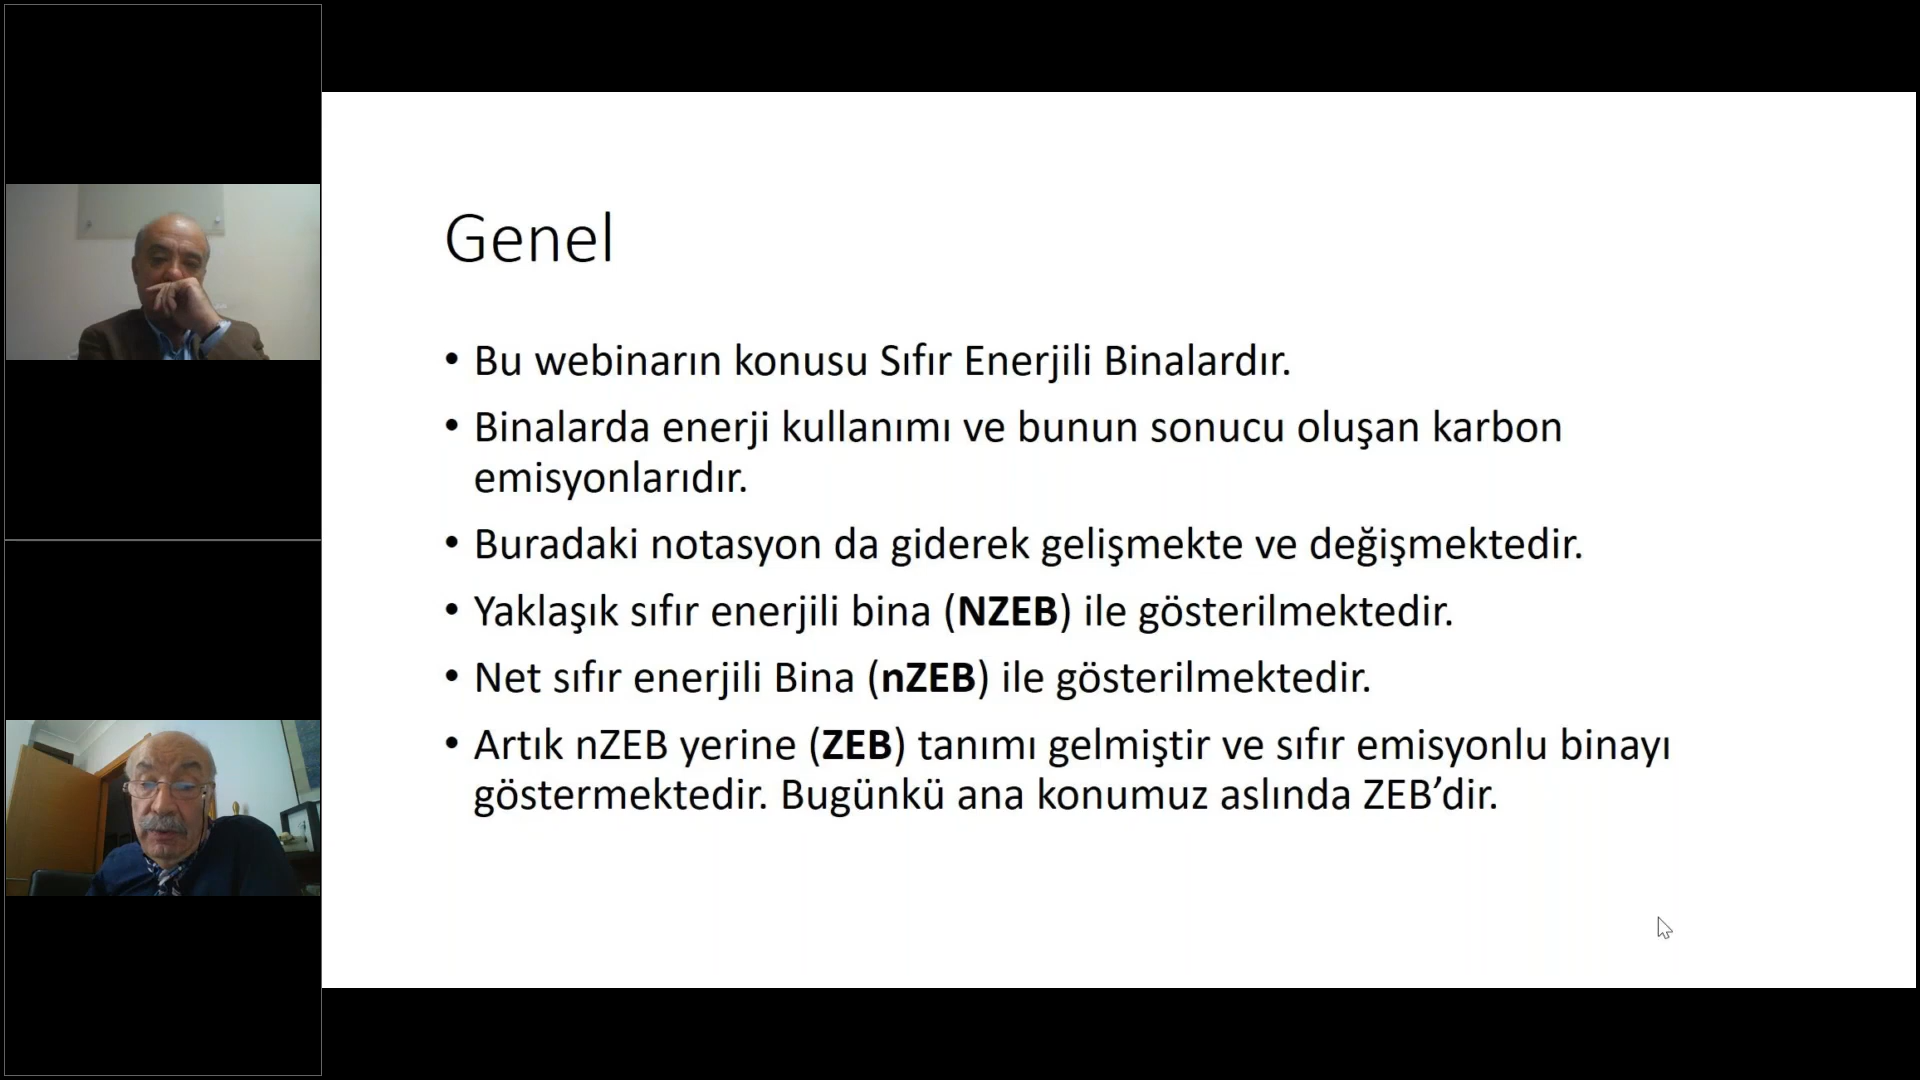 Genel
• Bu webinarın konusu Sıfır Enerjili Binalardır.
• Binalarda enerji kullanımı ve bunun sonucu oluşan karbon
emisyonlarıdır.
• Buradaki notasyon da giderek gelişmekte ve değişmektedir.
• Yaklaşık sıfır enerjili bina (NZEB) ile gösterilmektedir.
• Net sıfır enerjili Bina (nZEB) ile gösterilmektedir.
• Artık nZEB yerine (ZEB) tanımı gelmiştir ve sıfır emisyonlu binayı
göstermektedir. Bugünkü ana konumuz aslında ZEB’dir.